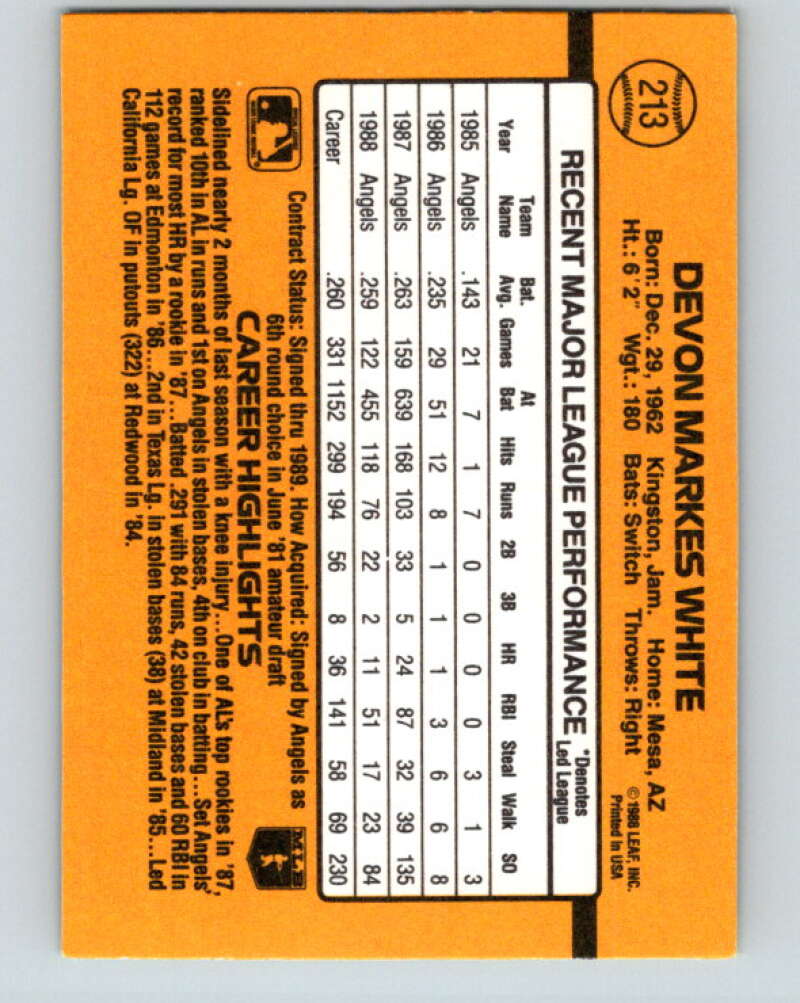 213
DEVON MARKES WHITE
Born: Dec. 29, 1962 Kingston, Jam. Home: Mesa, AZ
Ht.: 6'2" Wgt.: 180 Bats: Switch Throws: Right
© 1988 LEAF, INC.
Printed in USA
RECENT MAJOR LEAGUE PERFORMANCE
*Denotes
Led League
Year Team Name Bat. Avg. Games At Bat Hits Runs 2B 3B HR RBI Steal Walk SO
1985 Angels .143 21 7 1 7 0 0 0 0 3 1 3
1986 Angels .235 29 51 12 8 1 1 1 3 6 6 8
1987 Angels .263 159 639 168 103 33 5 24 87 32 39 135
1988 Angels .259 122 455 118 76 22 2 11 51 17 23 84
Career .260 331 1152 299 194 56 8 36 141 58 69 230
Contract Status: Signed thru 1989. How Acquired: Signed by Angels as
6th round choice in June '81 amateur draft
MLB
CAREER HIGHLIGHTS
Sidelined nearly 2 months of last season with a knee injury...One of AL's top rookies in '87,
ranked 10th in AL in runs and 1st on Angels in stolen bases, 4th on club in batting...Set Angels'
record for most HR by a rookie in '87...Batted .291 with 84 runs, 42 stolen bases and 60 RBI in
112 games at Edmonton in '86...2nd in Texas Lg. in stolen bases (38) at Midland in '85...Led
California Lg. OF in putouts (322) at Redwood in '84.